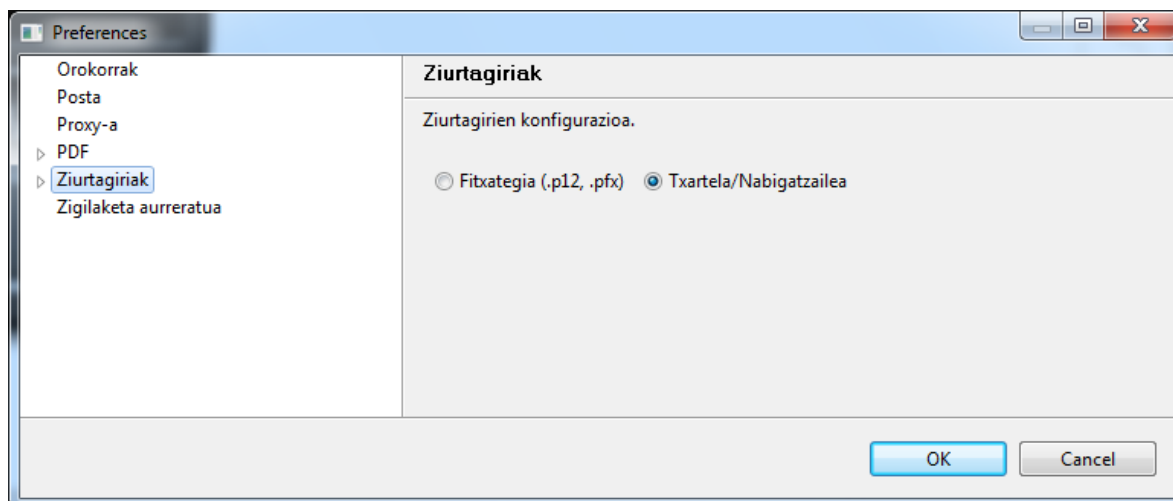 Preferences
Orokorrak
Posta
Proxy-a
PDF
Ziurtagiriak
Zigilaketa aurreratua
Ziurtagiriak
Ziurtagirien konfigurazioa.
Fitxategia (.p12, .pfx) Txartela/Nabigatzailea
OK Cancel